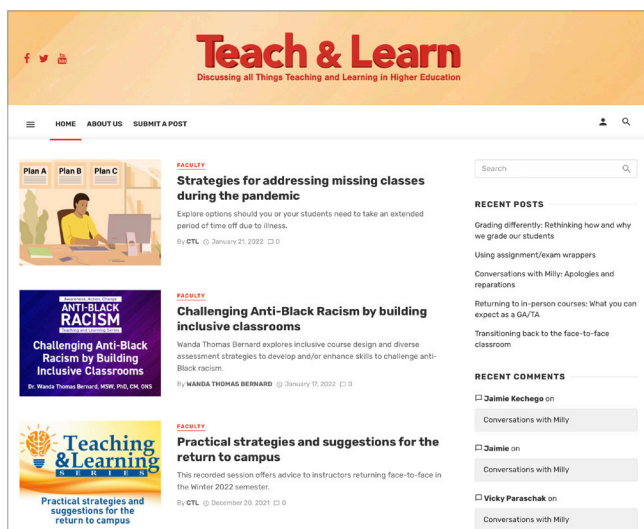 Teach & Learn
Discussing all Things Teaching and Learning in Higher Education
HOME ABOUT US SUBMIT A POST
Plan A Plan B Plan C
FACULTY
Strategies for addressing missing classes
during the pandemic
Explore options should you or your students need to take an extended
period of time off due to illness.
By CTL January 21, 2022 0
Awareness, Action, Change
ANTI-BLACK
RACISM
Teaching and Learning Series
Challenging Anti-Black
Racism by Building
Inclusive Classrooms
Dr. Wanda Thomas Bernard, MSW, PhD, CM, ONS
FACULTY
Challenging Anti-Black Racism by building
inclusive classrooms
Wanda Thomas Bernard explores inclusive course design and diverse
assessment strategies to develop and/or enhance skills to challenge anti-
Black racism.
By WANDA THOMAS BERNARD January 17, 2022 0
Teaching
&Learning
SERIES
Practical strategies and
suggestions for the
return to campus
FACULTY
Practical strategies and suggestions for the
return to campus
This recorded session offers advice to instructors returning face-to-face in
the Winter 2022 semester.
By CTL December 20, 2021 0
Search
RECENT POSTS
Grading differently: Rethinking how and why
we grade our students
Using assignment/exam wrappers
Conversations with Milly: Apologies and
reparations
Returning to in-person courses: What you can
expect as a GA/TA
Transitioning back to the face-to-face
classroom
RECENT COMMENTS
Jaimie Kechego on
Conversations with Milly
Jaimie on
Conversations with Milly
Vicky Paraschak on
Conversations with Milly